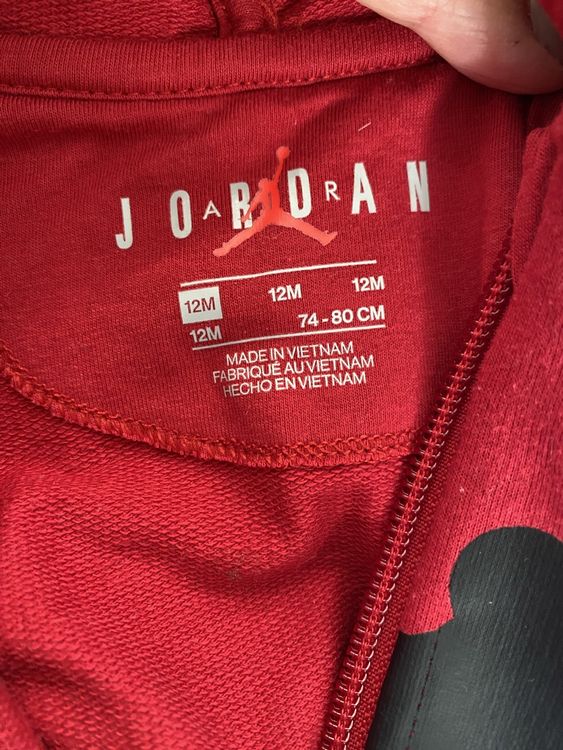 JORDAN
AIR
12M 12M 12M
12M 74 - 80 CM
MADE IN VIETNAM
FABRIQUÉ AU VIETNAM
HECHO EN VIETNAM